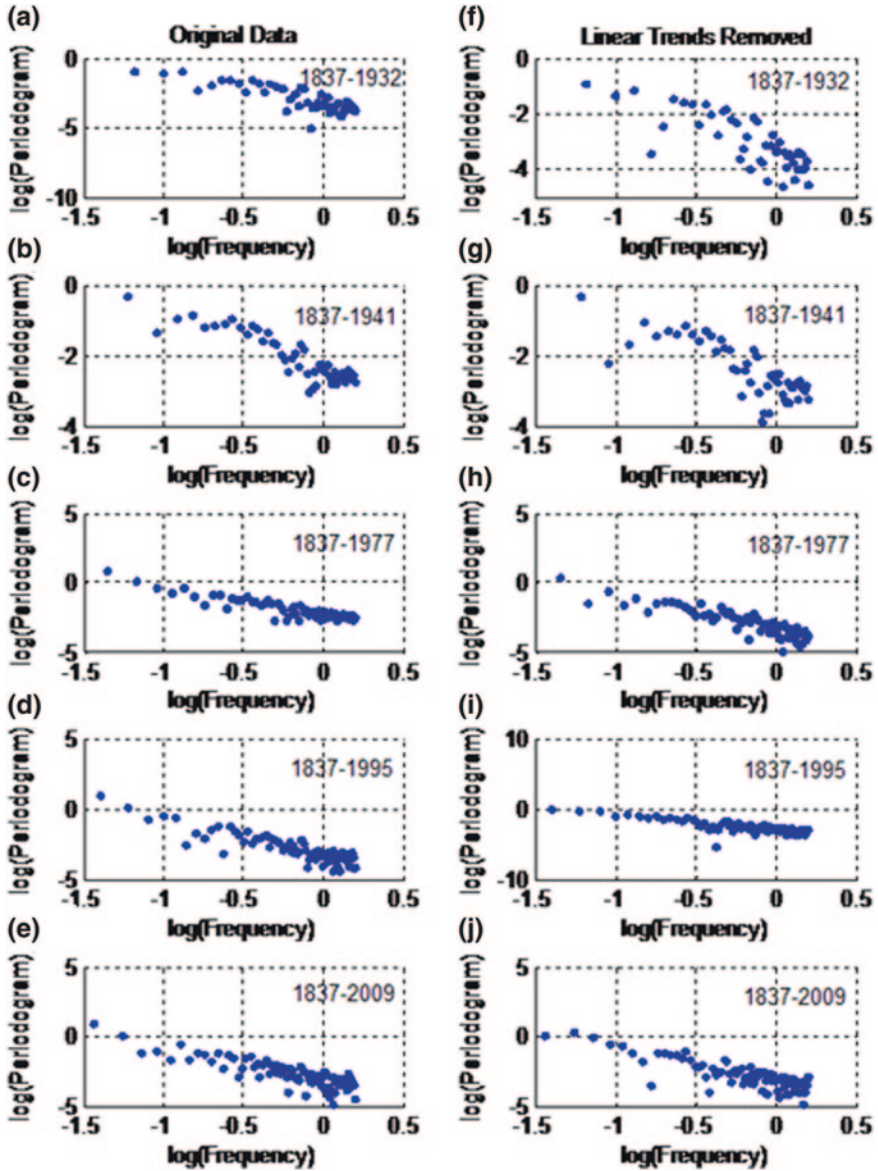 (a)
Original Data
1837-1932
log(Periodogram)
0
-5
-10
-1.5
-1
-0.5
0
0.5
log(Frequency)
(f)
Linear Trends Removed
1837-1932
log(Periodogram)
0
-2
-4
-1.5
-1
-0.5
0
0.5
log(Frequency)
(b)
1837-1941
log(Periodogram)
0
-2
-4
-1.5
-1
-0.5
0
0.5
log(Frequency)
(g)
1837-1941
log(Periodogram)
0
-2
-4
-1.5
-1
-0.5
0
0.5
log(Frequency)
(c)
1837-1977
log(Periodogram)
5
0
-5
-1.5
-1
-0.5
0
0.5
log(Frequency)
(h)
1837-1977
log(Periodogram)
5
0
-5
-1.5
-1
-0.5
0
0.5
log(Frequency)
(d)
1837-1995
log(Periodogram)
5
0
-5
-1.5
-1
-0.5
0
0.5
log(Frequency)
(i)
1837-1995
log(Periodogram)
10
0
-10
-1.5
-1
-0.5
0
0.5
log(Frequency)
(e)
1837-2009
log(Periodogram)
5
0
-5
-1.5
-1
-0.5
0
0.5
log(Frequency)
(j)
1837-2009
log(Periodogram)
5
0
-5
-1.5
-1
-0.5
0
0.5
log(Frequency)